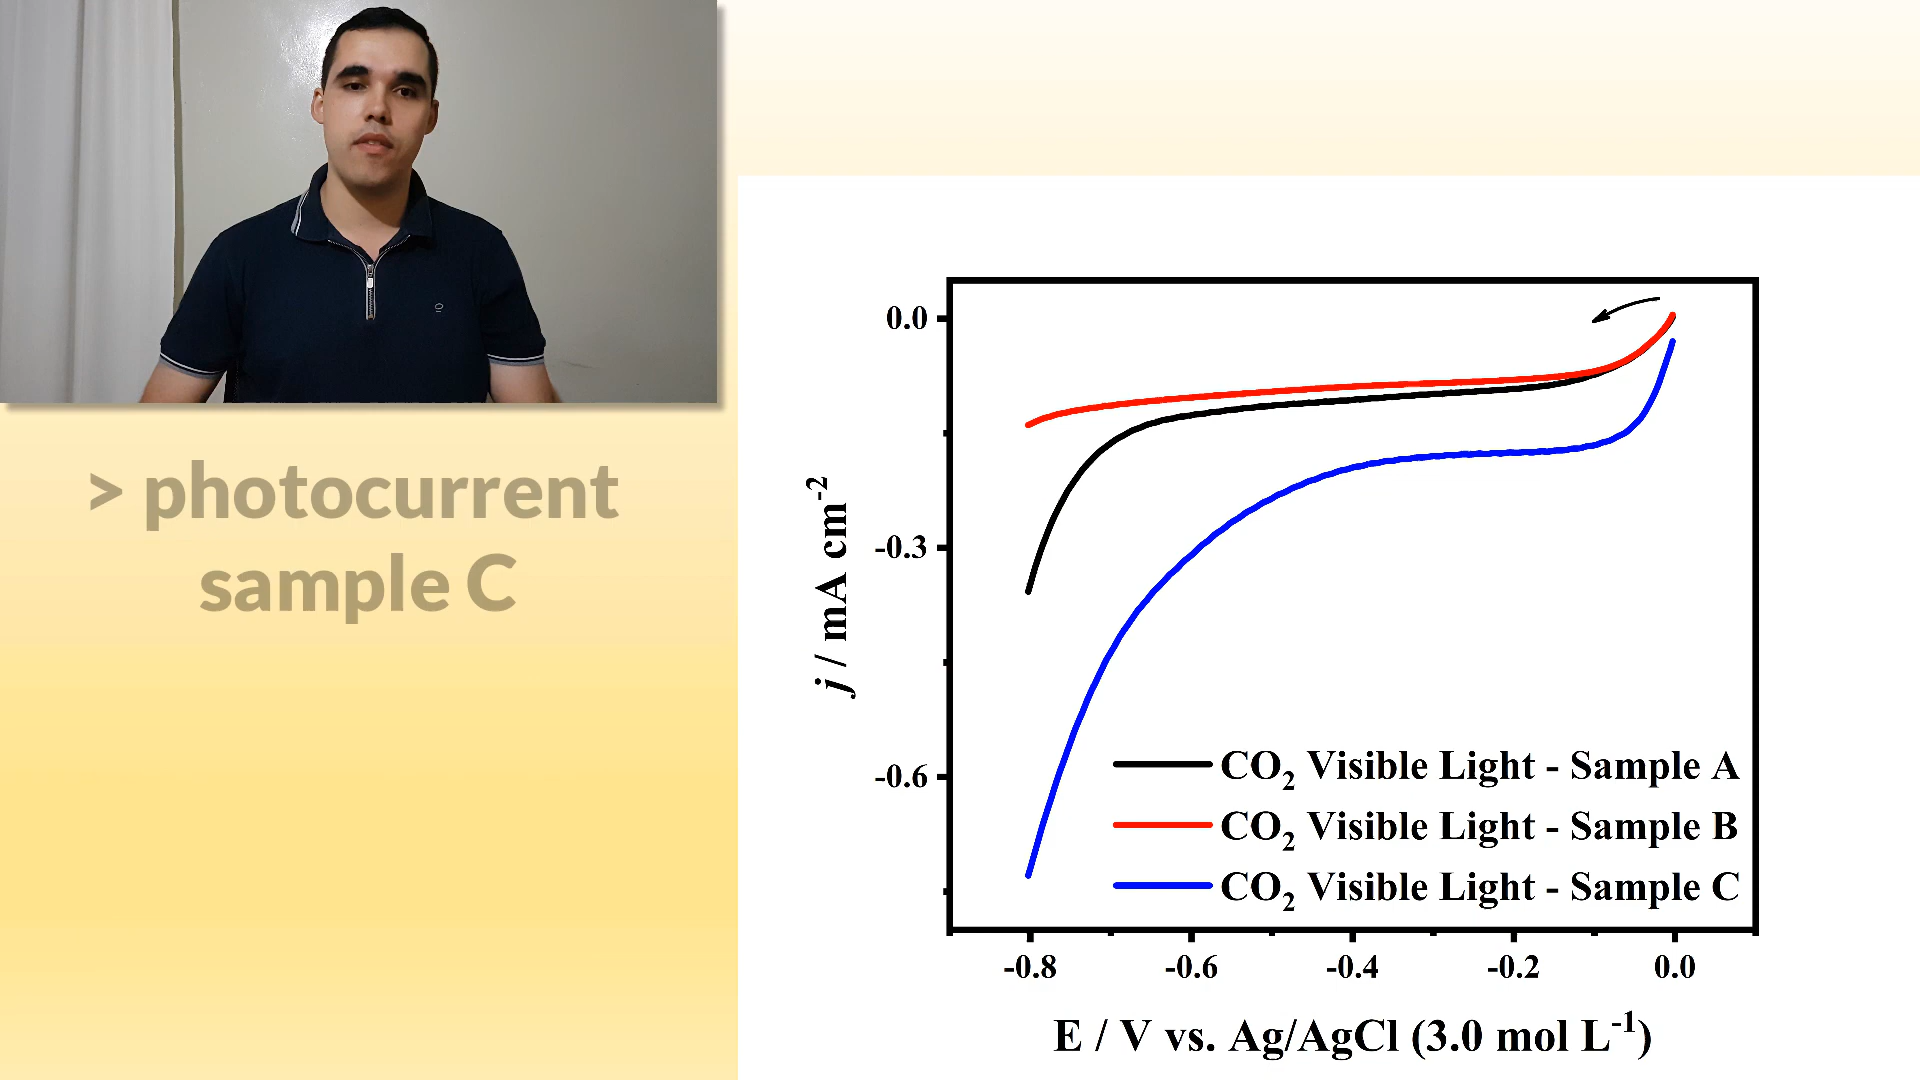 > photocurrent
sample C
0.0
-0.3
-0.6
j / mA cm⁻²
CO₂ Visible Light - Sample A
CO₂ Visible Light - Sample B
CO₂ Visible Light - Sample C
-0.8 -0.6 -0.4 -0.2 0.0
E / V vs. Ag/AgCl (3.0 mol L⁻¹)